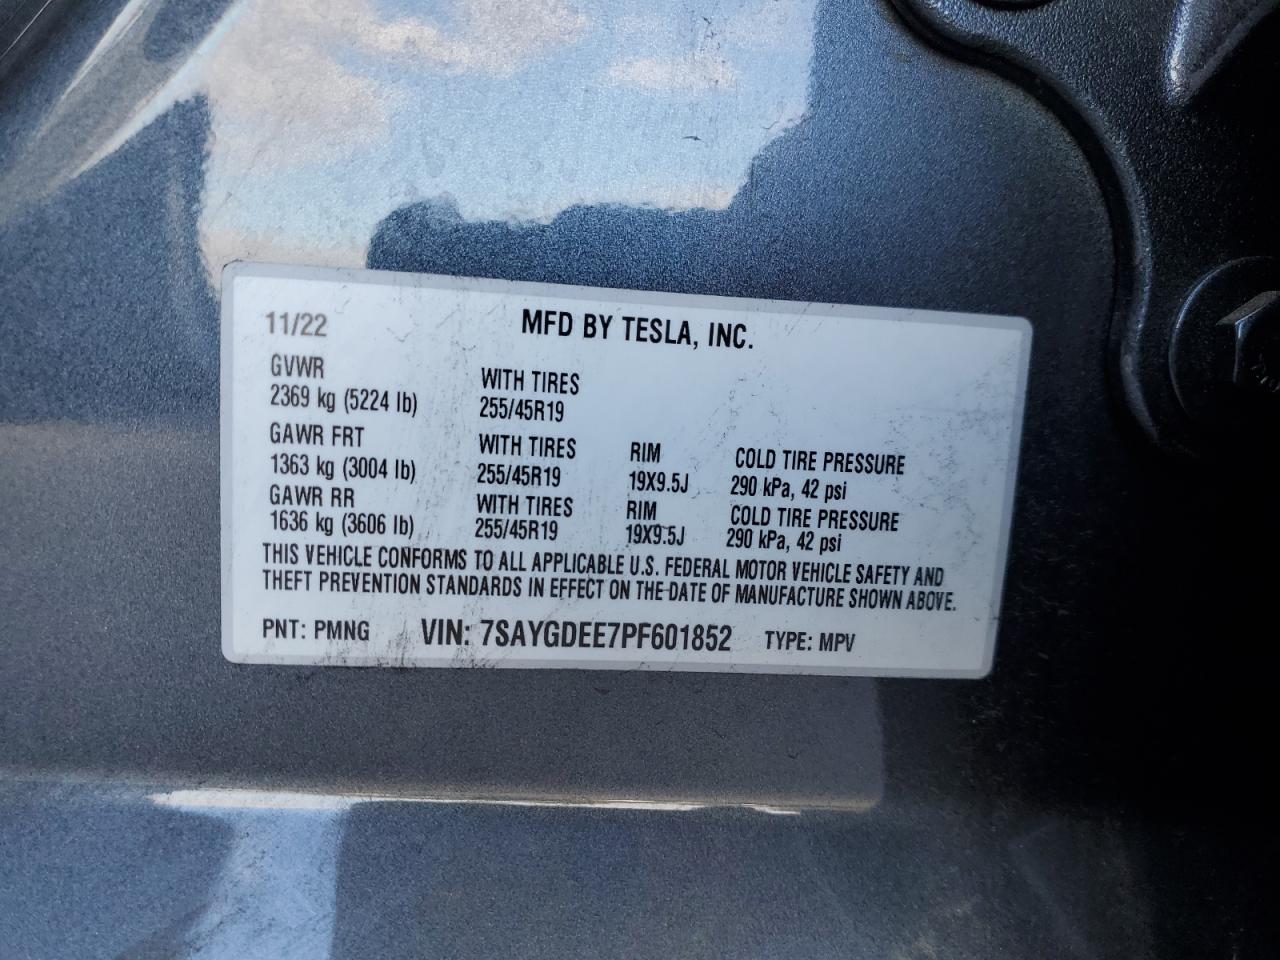 11/22 MFD BY TESLA, INC.
GVWR WITH TIRES
2369 kg (5224 lb) 255/45R19
GAWR FRT WITH TIRES RIM COLD TIRE PRESSURE
1363 kg (3004 lb) 255/45R19 19X9.5J 290 kPa, 42 psi
GAWR RR WITH TIRES RIM COLD TIRE PRESSURE
1636 kg (3606 lb) 255/45R19 19X9.5J 290 kPa, 42 psi
THIS VEHICLE CONFORMS TO ALL APPLICABLE U.S. FEDERAL MOTOR VEHICLE SAFETY AND
THEFT PREVENTION STANDARDS IN EFFECT ON THE DATE OF MANUFACTURE SHOWN ABOVE.
PNT: PMNG VIN: 7SAYGDEE7PF601852 TYPE: MPV